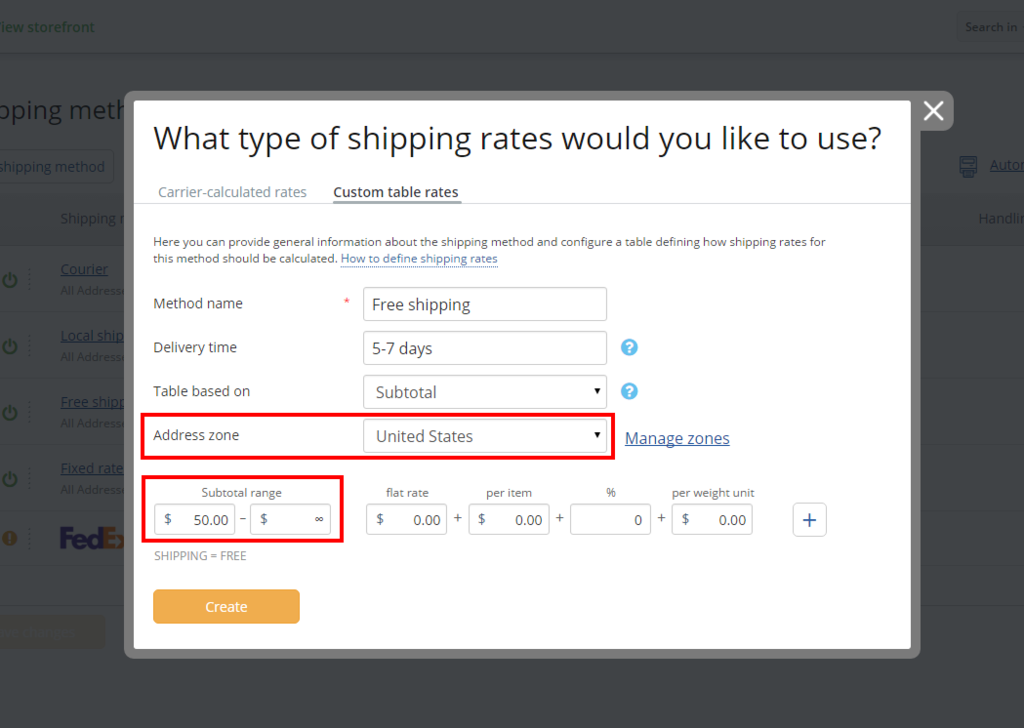 View storefront
Search in
pping meth
shipping method
Autom
Shipping
Handlin
Courier
All Addresse
Local ship
All Addresse
Free shipp
All Addresse
Fixed rate
All Addresse
FedEx
What type of shipping rates would you like to use?
Carrier-calculated rates Custom table rates
Here you can provide general information about the shipping method and configure a table defining how shipping rates for
this method should be calculated. How to define shipping rates
Method name * Free shipping
Delivery time 5-7 days ?
Table based on Subtotal ?
Address zone United States Manage zones
Subtotal range flat rate per item % per weight unit
$ 50.00 – $ ∞ $ 0.00 + $ 0.00 + 0 + $ 0.00 +
SHIPPING = FREE
Create